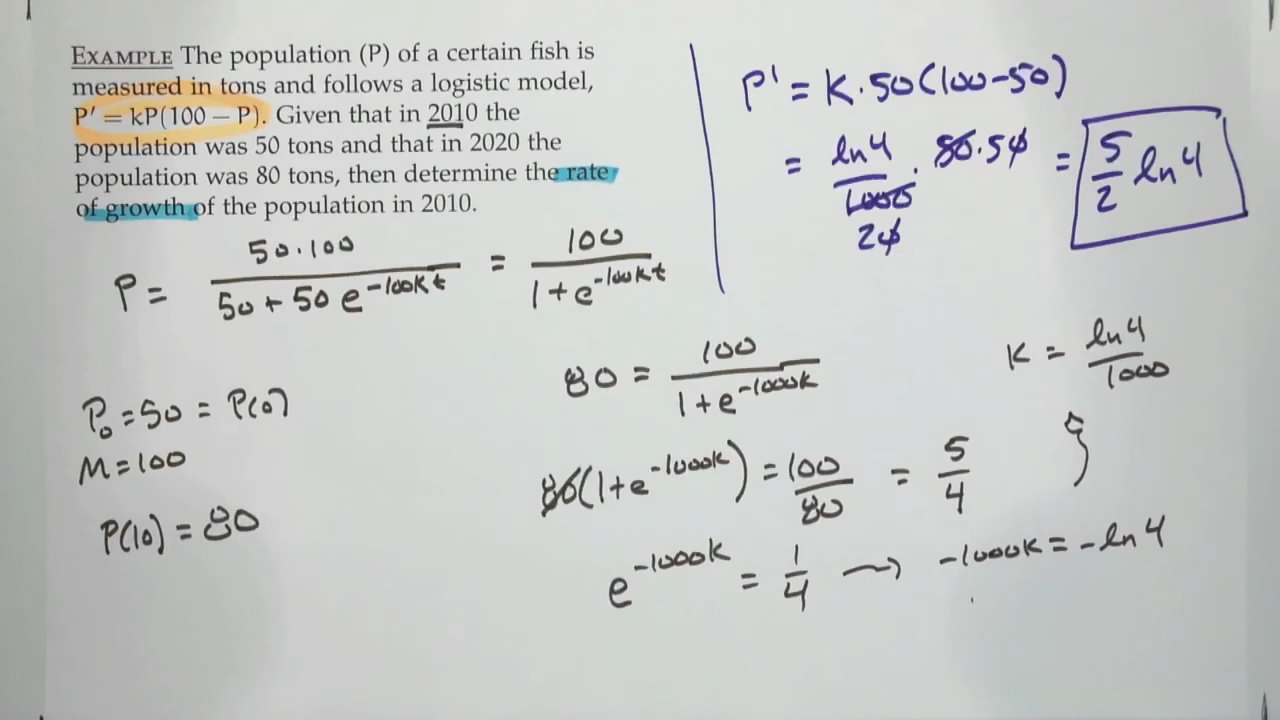 EXAMPLE The population (P) of a certain fish is
measured in tons and follows a logistic model,
P′ = kP(100 − P). Given that in 2010 the
population was 50 tons and that in 2020 the
population was 80 tons, then determine the rate
of growth of the population in 2010.
P = 50·100 / (50 + 50 e^(-100kt)) = 100 / (1 + e^(-100kt))
P₀ = 50 = P(0)
M = 100
P(10) = 80
80 = 100 / (1 + e^(-1000k))
80(1 + e^(-1000k)) = 100/80 = 5/4
e^(-1000k) = 1/4 ⟿ -1000k = -ln 4
K = ln 4 / 1000
P' = K·50(100-50)
= ln 4 / 1000 · 50·50 = 5/2 ln 4
20